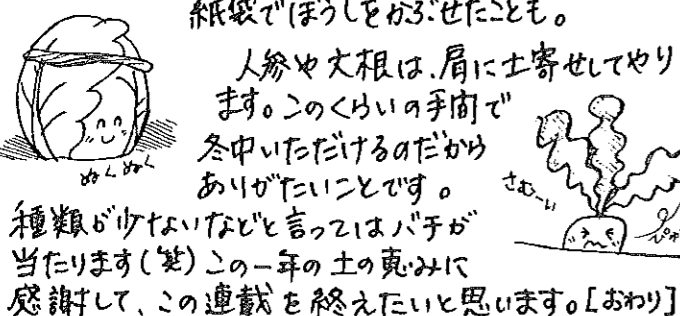 紙袋でぼうしをかぶせたことも。
人参や大根は、肩に土寄せしてやり
ます。このくらいの手間で
冬中いただけるのだから
ありがたいことです。
ぬくぬく
さむーい
種類が少ないなどと言ってはバチが
当たります(笑)この一年の土の恵みに
感謝して、この連載を終えたいと思います。[おわり]